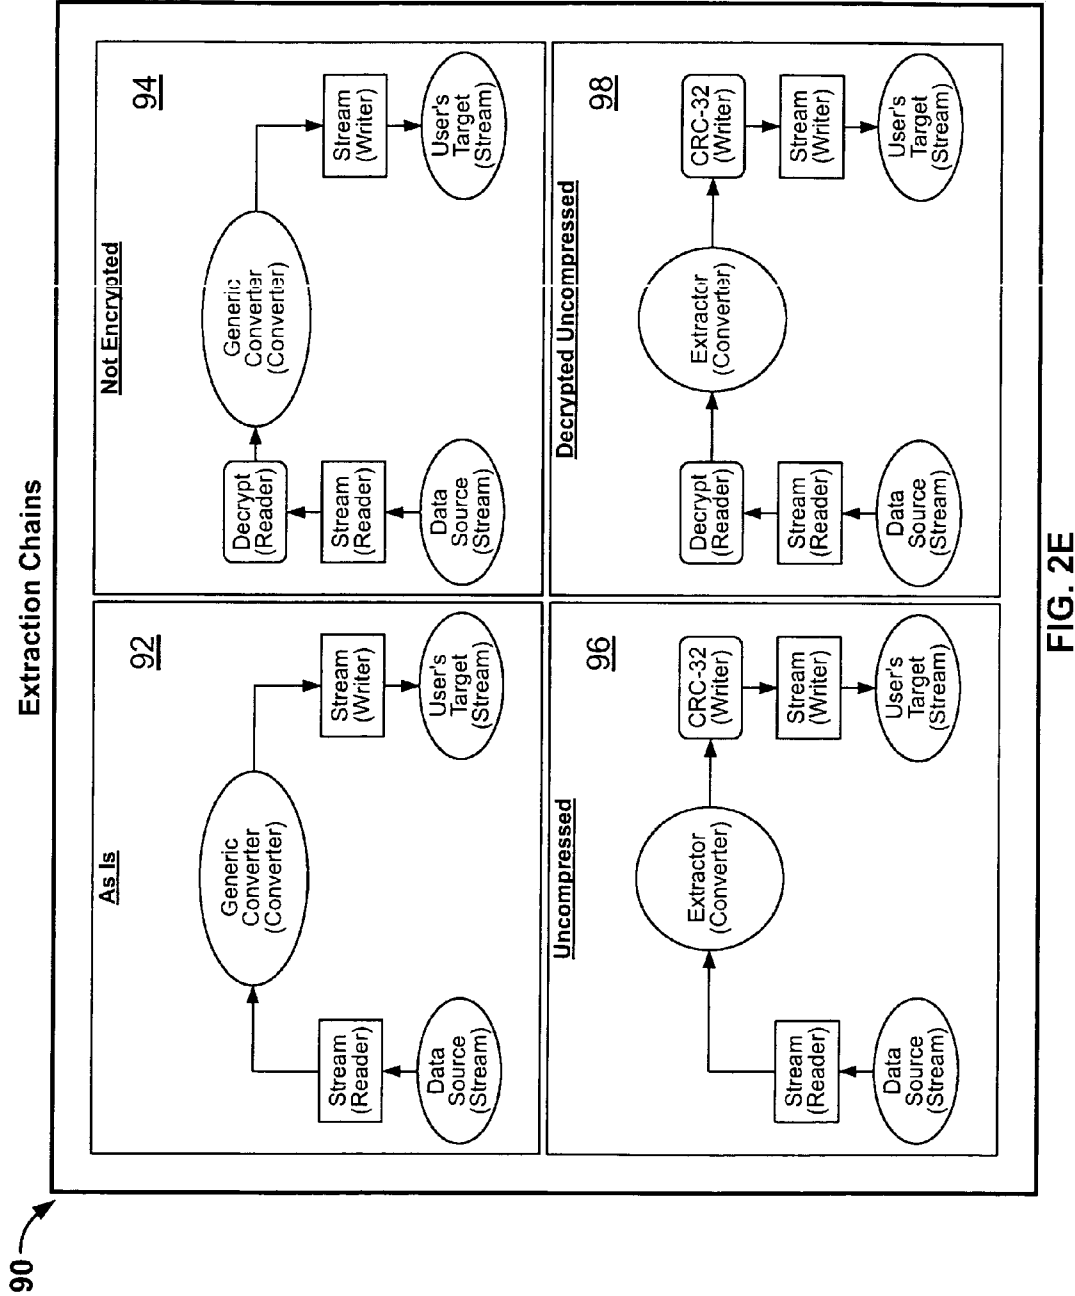 Extraction Chains
90
As Is
92
Generic
Converter
(Converter)
Stream
(Reader)
Data
Source
(Stream)
Stream
(Writer)
User's
Target
(Stream)
Not Encrypted
94
Generic
Converter
(Converter)
Decrypt
(Reader)
Stream
(Reader)
Data
Source
(Stream)
Stream
(Writer)
User's
Target
(Stream)
Uncompressed
96
Extractor
(Converter)
Stream
(Reader)
Data
Source
(Stream)
CRC-32
(Writer)
Stream
(Writer)
User's
Target
(Stream)
Decrypted Uncompressed
98
Extractor
(Converter)
Decrypt
(Reader)
Stream
(Reader)
Data
Source
(Stream)
CRC-32
(Writer)
Stream
(Writer)
User's
Target
(Stream)
FIG. 2E